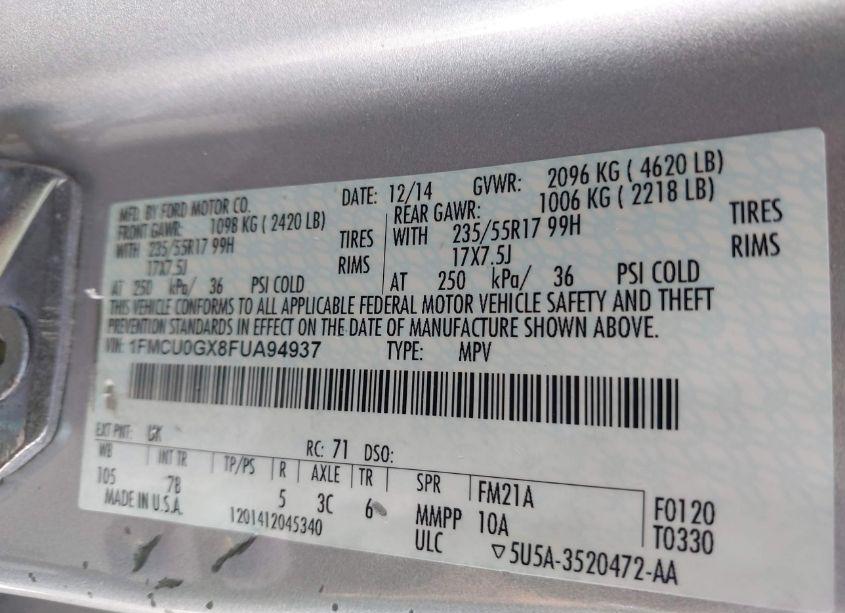 MFD. BY FORD MOTOR CO. DATE: 12/14 GVWR: 2096 KG ( 4620 LB)
FRONT GAWR: 1098 KG ( 2420 LB) REAR GAWR: 1006 KG ( 2218 LB)
WITH 235/55R17 99H TIRES WITH 235/55R17 99H TIRES
17X7.5J RIMS 17X7.5J RIMS
AT 250 kPa/ 36 PSI COLD AT 250 kPa/ 36 PSI COLD
THIS VEHICLE CONFORMS TO ALL APPLICABLE FEDERAL MOTOR VEHICLE SAFETY AND THEFT
PREVENTION STANDARDS IN EFFECT ON THE DATE OF MANUFACTURE SHOWN ABOVE.
VIN: 1FMCU0GX8FUA94937 TYPE: MPV
EXT PNT: RC: 71 DSO:
WB INT TR TP/PS R AXLE TR SPR FM21A F0120
105 78 5 3C 6 MMPP 10A T0330
MADE IN U.S.A. 1201412045340 ULC ▽5U5A-3520472-AA